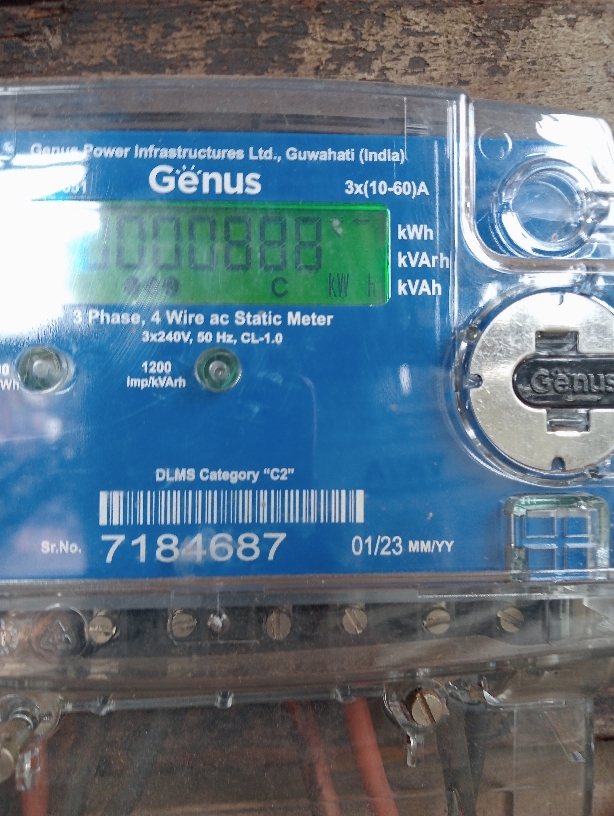 Genus Power Infrastructures Ltd., Guwahati (India)
Genus
3x(10-60)A
000888
kWh
kVArh
kVAh
C kW h
3 Phase, 4 Wire ac Static Meter
3x240V, 50 Hz, CL-1.0
1200
imp/kVArh
Genus
DLMS Category "C2"
Sr.No. 7184687 01/23 MM/YY